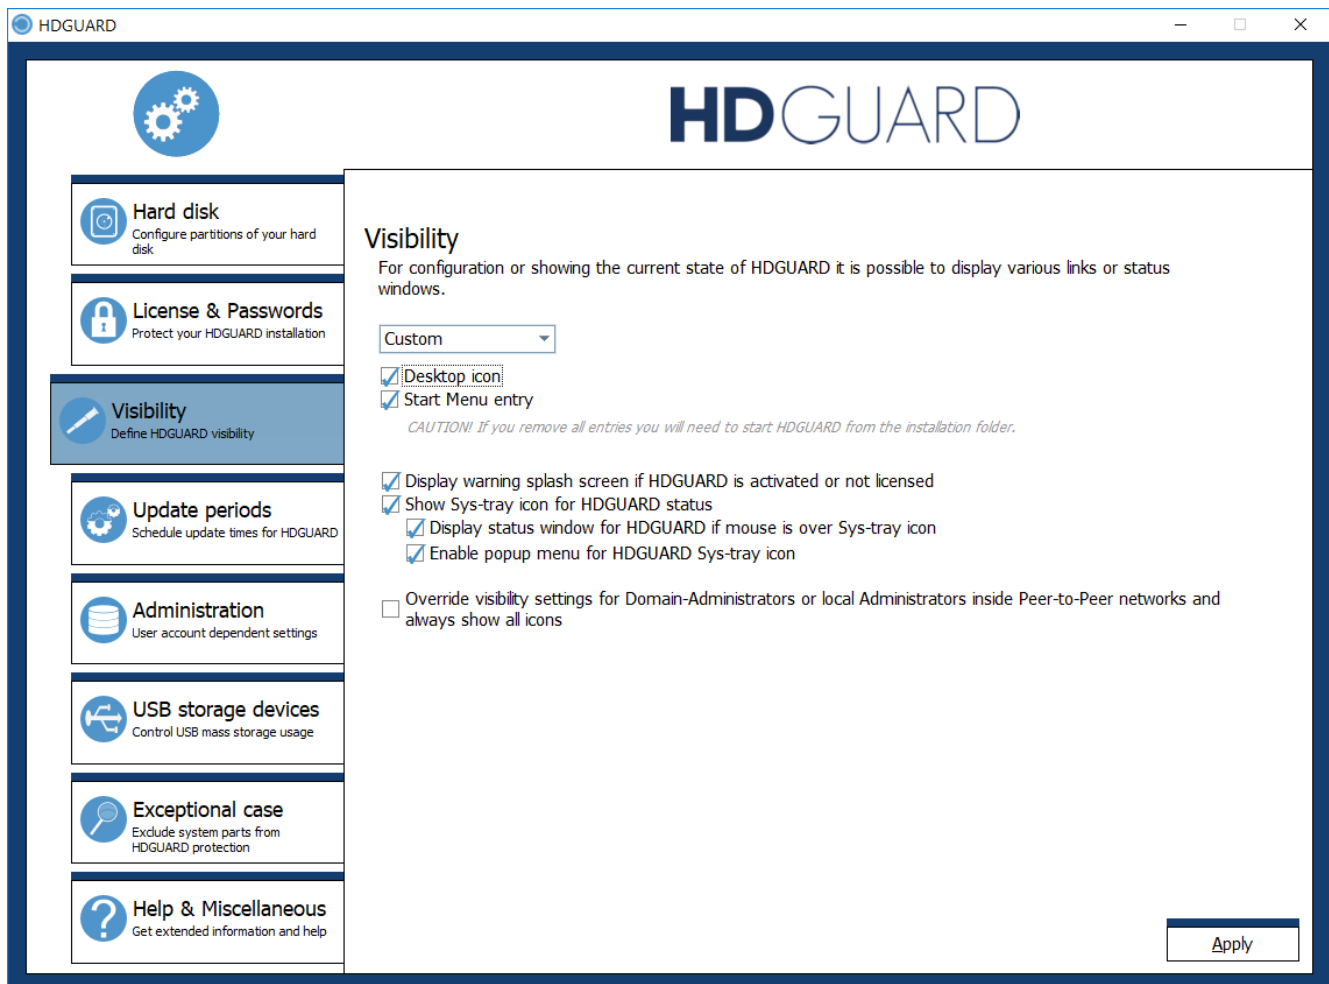 HDGUARD
HDGUARD
Hard disk
Configure partitions of your hard
disk
License & Passwords
Protect your HDGUARD installation
Visibility
Define HDGUARD visibility
Update periods
Schedule update times for HDGUARD
Administration
User account dependent settings
USB storage devices
Control USB mass storage usage
Exceptional case
Exclude system parts from
HDGUARD protection
Help & Miscellaneous
Get extended information and help
Visibility
For configuration or showing the current state of HDGUARD it is possible to display various links or status
windows.
Custom
Desktop icon
Start Menu entry
CAUTION! If you remove all entries you will need to start HDGUARD from the installation folder.
Display warning splash screen if HDGUARD is activated or not licensed
Show Sys-tray icon for HDGUARD status
Display status window for HDGUARD if mouse is over Sys-tray icon
Enable popup menu for HDGUARD Sys-tray icon
Override visibility settings for Domain-Administrators or local Administrators inside Peer-to-Peer networks and
always show all icons
Apply